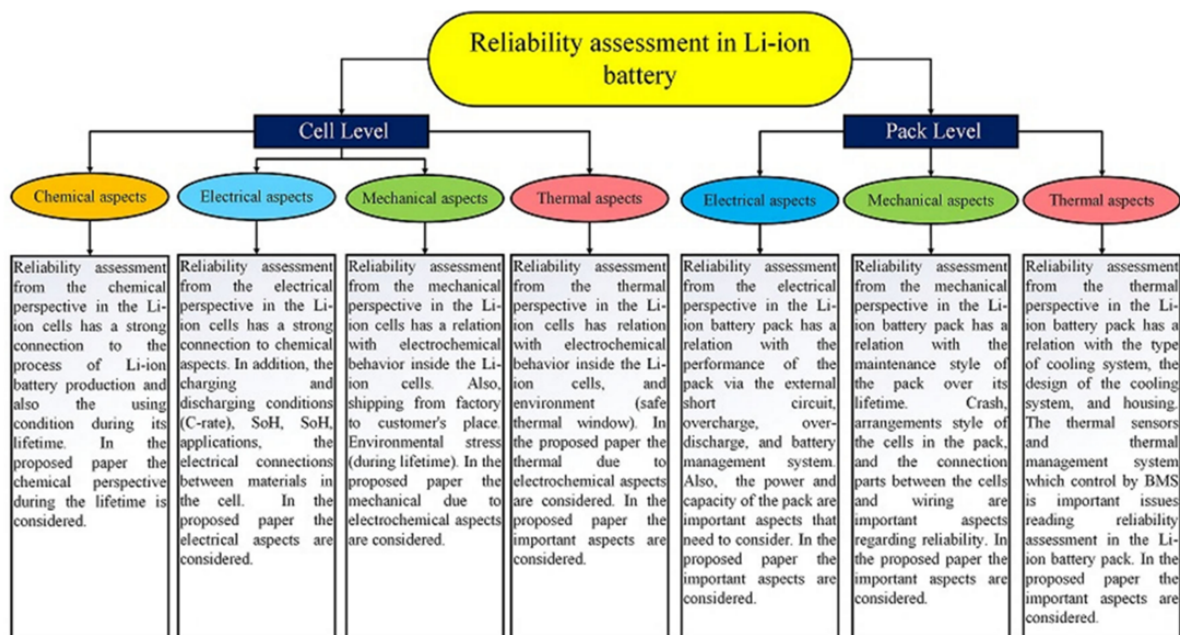 Reliability assessment in Li-ion
battery
Cell Level
Pack Level
Chemical aspects
Electrical aspects
Mechanical aspects
Thermal aspects
Electrical aspects
Mechanical aspects
Thermal aspects
Reliability assessment
from the chemical
perspective in the Li-
ion cells has a strong
connection to the
process of Li-ion
battery production and
also the using
condition during its
lifetime. In the
proposed paper the
chemical perspective
during the lifetime is
considered.
Reliability assessment
from the electrical
perspective in the Li-
ion cells has a strong
connection to chemical
aspects. In addition, the
charging and
discharging conditions
(C-rate), SoH, SoH,
applications, the
electrical connections
between materials in
the cell. In the
proposed paper the
electrical aspects are
considered.
Reliability assessment
from the mechanical
perspective in the Li-
ion cells has a relation
with electrochemical
behavior inside the Li-
ion cells. Also,
shipping from factory
to customer's place.
Environmental stress
(during lifetime). In the
proposed paper the
mechanical due to
electrochemical aspects
are considered.
Reliability assessment
from the thermal
perspective in the Li-
ion cells has relation
with electrochemical
behavior inside the Li-
ion cells, and
environment (safe
thermal window). In
the proposed paper the
thermal due to
electrochemical aspects
are considered. In the
proposed paper the
important aspects are
considered.
Reliability assessment
from the electrical
perspective in the Li-
ion battery pack has a
relation with the
performance of the
pack via the external
short circuit,
overcharge, over-
discharge, and battery
management system.
Also, the power and
capacity of the pack are
important aspects that
need to consider. In the
proposed paper the
important aspects are
considered.
Reliability assessment
from the mechanical
perspective in the Li-
ion battery pack has a
relation with the
maintenance style of
the pack over its
lifetime. Crash,
arrangements style of
the cells in the pack,
and the connection
parts between the cells
and wiring are
important aspects
regarding reliability. In
the proposed paper the
important aspects are
considered.
Reliability assessment
from the thermal
perspective in the Li-
ion battery pack has a
relation with the type
of cooling system, the
design of the cooling
system, and housing.
The thermal sensors
and thermal
management system
which control by BMS
is important issues
reading reliability
assessment in the Li-
ion battery pack. In the
proposed paper the
important aspects are
considered.